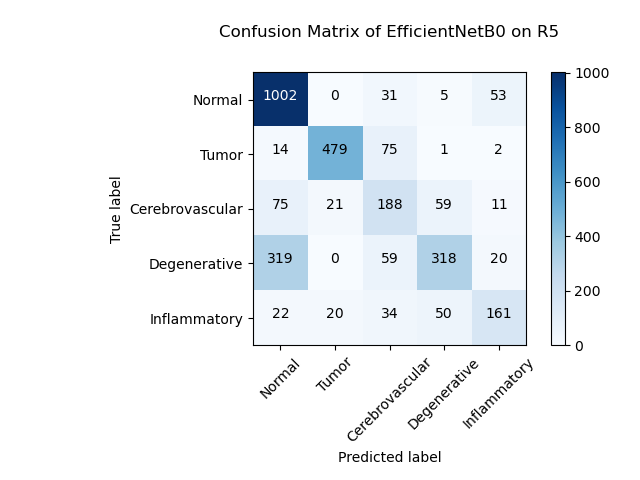 Confusion Matrix of EfficientNetB0 on R5
True label
Normal 1002 0 31 5 53
Tumor 14 479 75 1 2
Cerebrovascular 75 21 188 59 11
Degenerative 319 0 59 318 20
Inflammatory 22 20 34 50 161
Normal Tumor Cerebrovascular Degenerative Inflammatory
Predicted label
1000
800
600
400
200
0